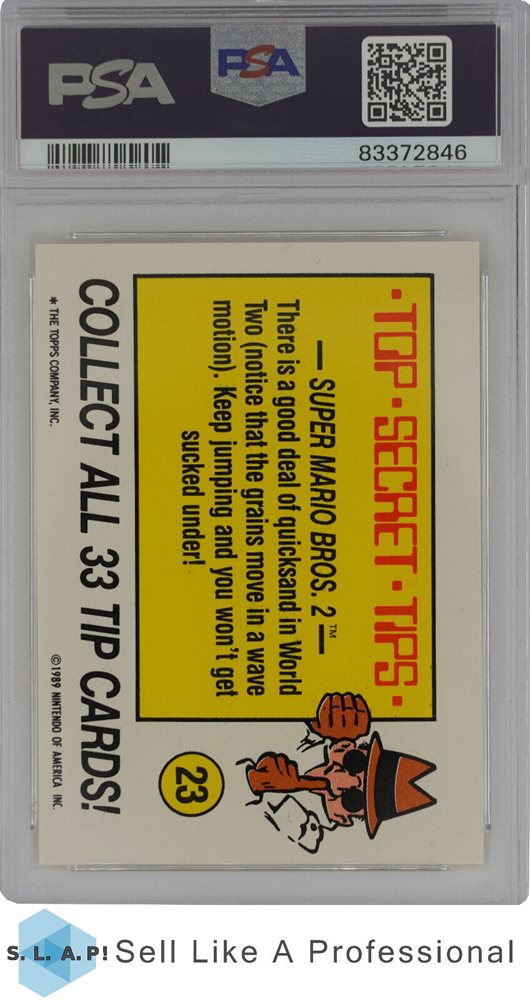 PSA
PSA
83372846
·TOP·SECRET·TIPS·
— SUPER MARIO BROS. 2™ —
There is a good deal of quicksand in World
Two (notice that the grains move in a wave
motion). Keep jumping and you won't get
sucked under!
23
COLLECT ALL 33 TIP CARDS!
* THE TOPPS COMPANY, INC.
©1989 NINTENDO OF AMERICA INC.
S. L. A. P! Sell Like A Professional